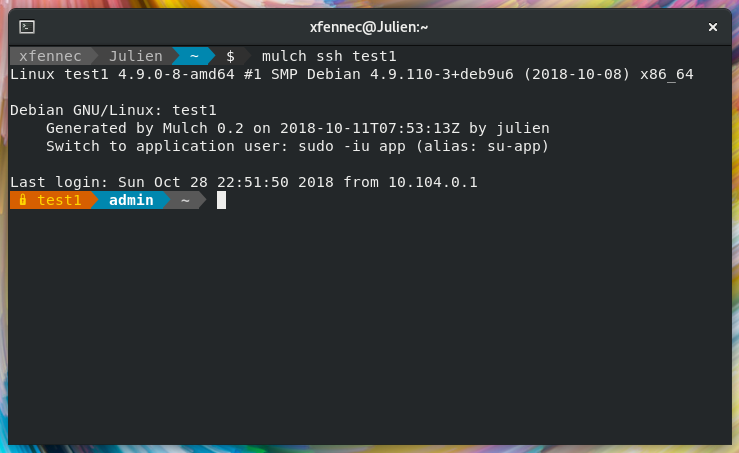 xfennec@Julien:~
xfennec Julien ~ $ mulch ssh test1
Linux test1 4.9.0-8-amd64 #1 SMP Debian 4.9.110-3+deb9u6 (2018-10-08) x86_64
Debian GNU/Linux: test1
Generated by Mulch 0.2 on 2018-10-11T07:53:13Z by julien
Switch to application user: sudo -iu app (alias: su-app)
Last login: Sun Oct 28 22:51:50 2018 from 10.104.0.1
test1 admin ~